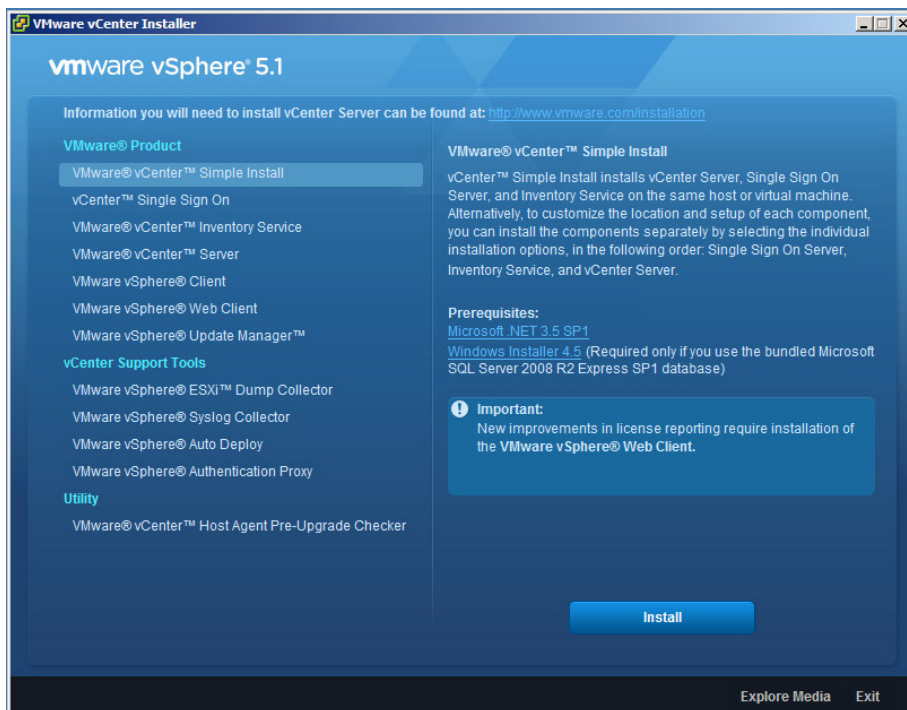 VMware vCenter Installer
vmware vSphere® 5.1
Information you will need to install vCenter Server can be found at: http://www.vmware.com/installation
VMware® Product
VMware® vCenter™ Simple Install
vCenter™ Single Sign On
VMware® vCenter™ Inventory Service
VMware® vCenter™ Server
VMware vSphere® Client
VMware vSphere® Web Client
VMware vSphere® Update Manager™
vCenter Support Tools
VMware vSphere® ESXi™ Dump Collector
VMware vSphere® Syslog Collector
VMware vSphere® Auto Deploy
VMware vSphere® Authentication Proxy
Utility
VMware® vCenter™ Host Agent Pre-Upgrade Checker
VMware® vCenter™ Simple Install
vCenter™ Simple Install installs vCenter Server, Single Sign On
Server, and Inventory Service on the same host or virtual machine.
Alternatively, to customize the location and setup of each component,
you can install the components separately by selecting the individual
installation options, in the following order: Single Sign On Server,
Inventory Service, and vCenter Server.
Prerequisites:
Microsoft .NET 3.5 SP1
Windows Installer 4.5 (Required only if you use the bundled Microsoft
SQL Server 2008 R2 Express SP1 database)
Important:
New improvements in license reporting require installation of
the VMware vSphere® Web Client.
Install
Explore Media Exit